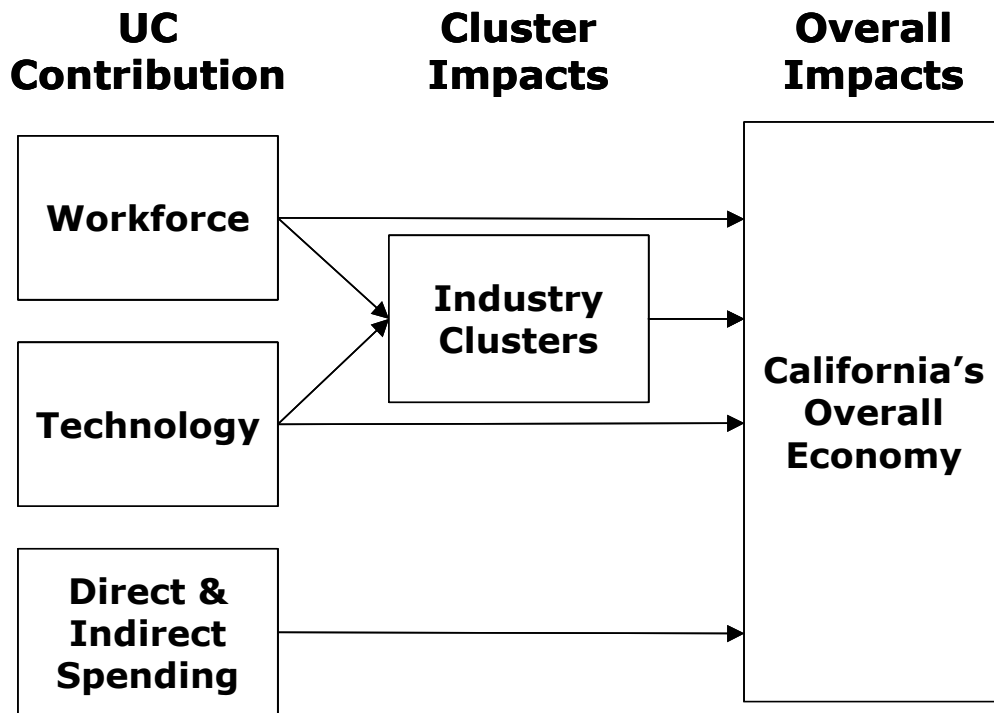 UC
Contribution
Cluster
Impacts
Overall
Impacts
Workforce
Industry
Clusters
Technology
California’s
Overall
Economy
Direct &
Indirect
Spending